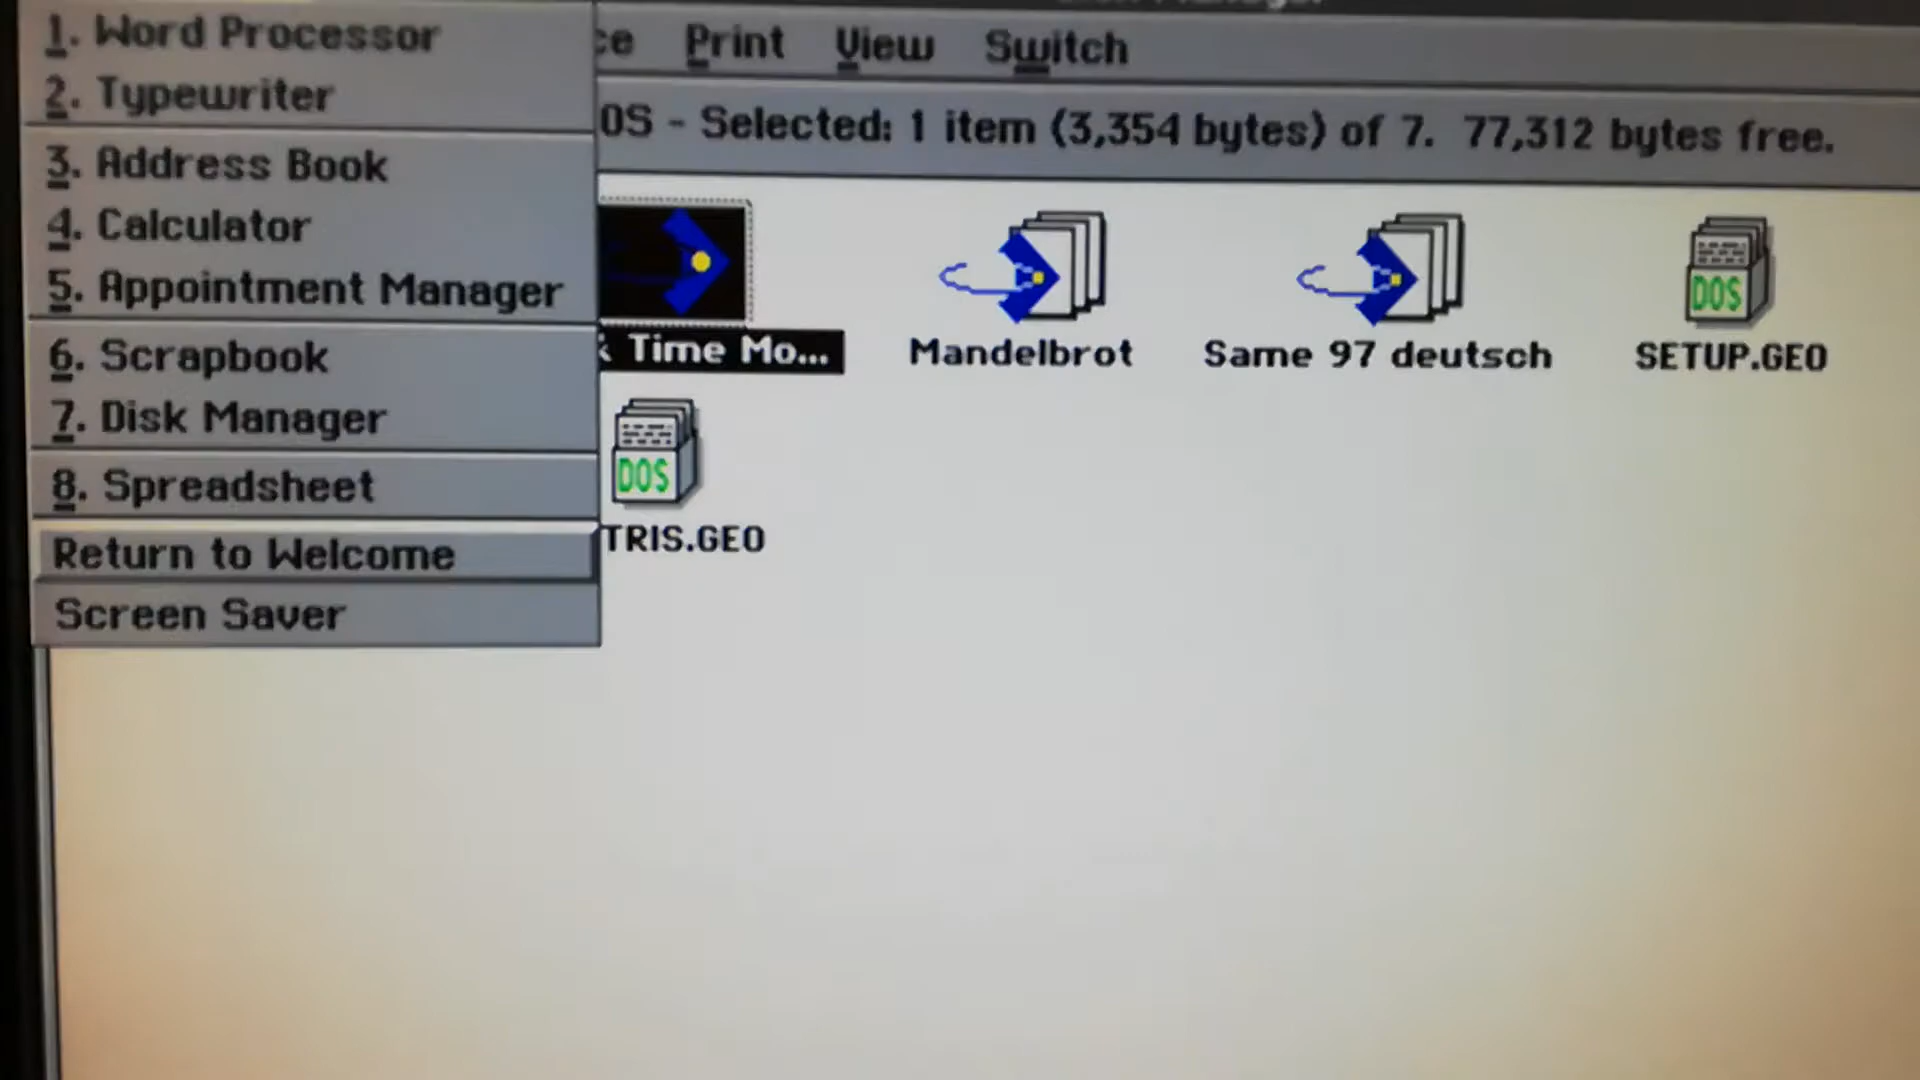 1. Word Processor
2. Typewriter
3. Address Book
4. Calculator
5. Appointment Manager
6. Scrapbook
7. Disk Manager
8. Spreadsheet
Return to Welcome
Screen Saver
Print View Switch
OS - Selected: 1 item (3,354 bytes) of 7. 77,312 bytes free.
Time Mo... Mandelbrot Same 97 deutsch SETUP.GEO
DOS
DOS
TRIS.GEO